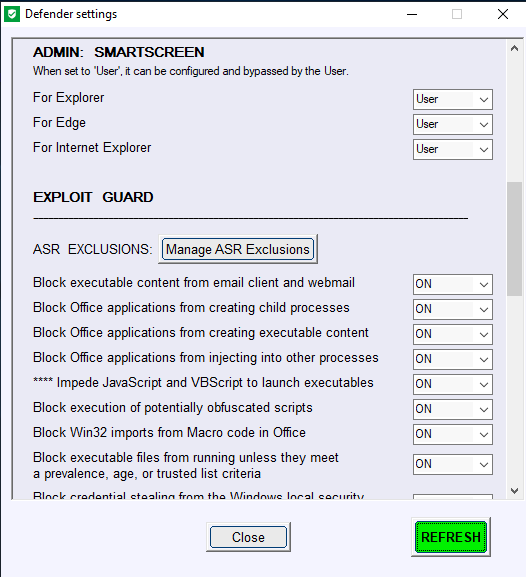 Defender settings
ADMIN: SMARTSCREEN
When set to 'User', it can be configured and bypassed by the User.
For Explorer User
For Edge User
For Internet Explorer User
EXPLOIT GUARD
ASR EXCLUSIONS: Manage ASR Exclusions
Block executable content from email client and webmail ON
Block Office applications from creating child processes ON
Block Office applications from creating executable content ON
Block Office applications from injecting into other processes ON
**** Impede JavaScript and VBScript to launch executables ON
Block execution of potentially obfuscated scripts ON
Block Win32 imports from Macro code in Office ON
Block executable files from running unless they meet
a prevalence, age, or trusted list criteria ON
Block credential stealing from the Windows local security
Close REFRESH